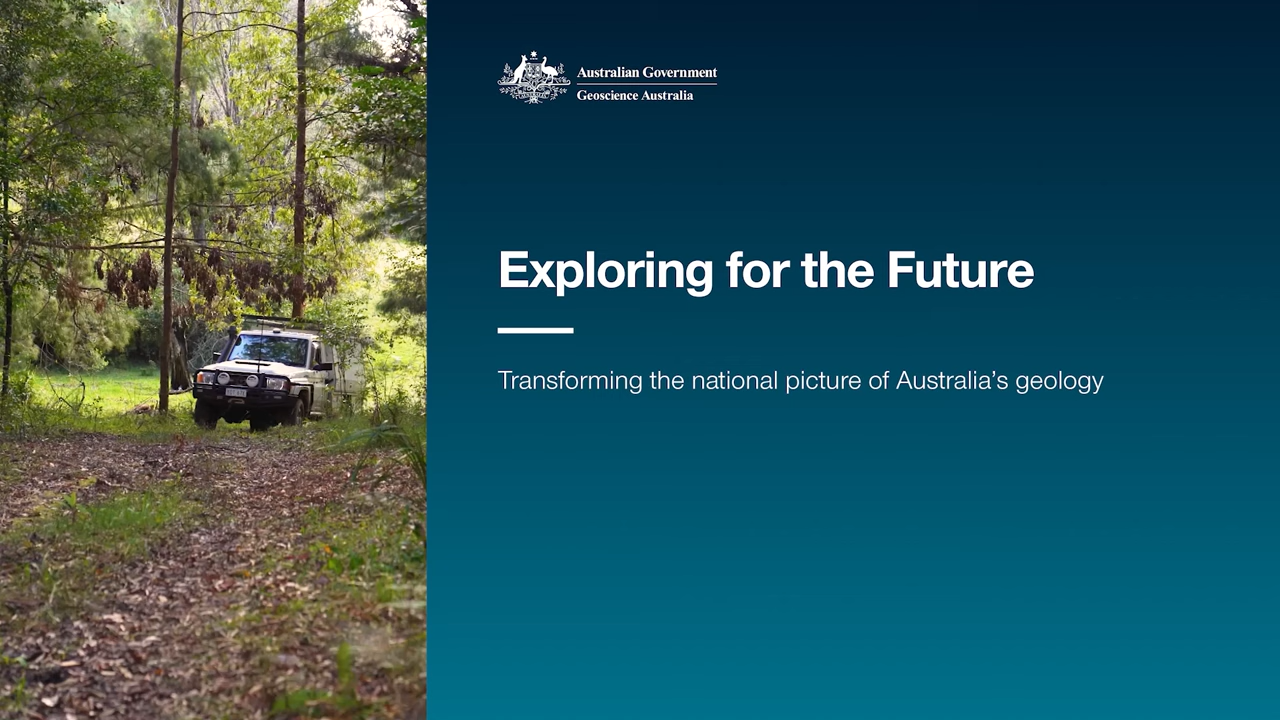 Australian Government
Geoscience Australia
Exploring for the Future
Transforming the national picture of Australia's geology